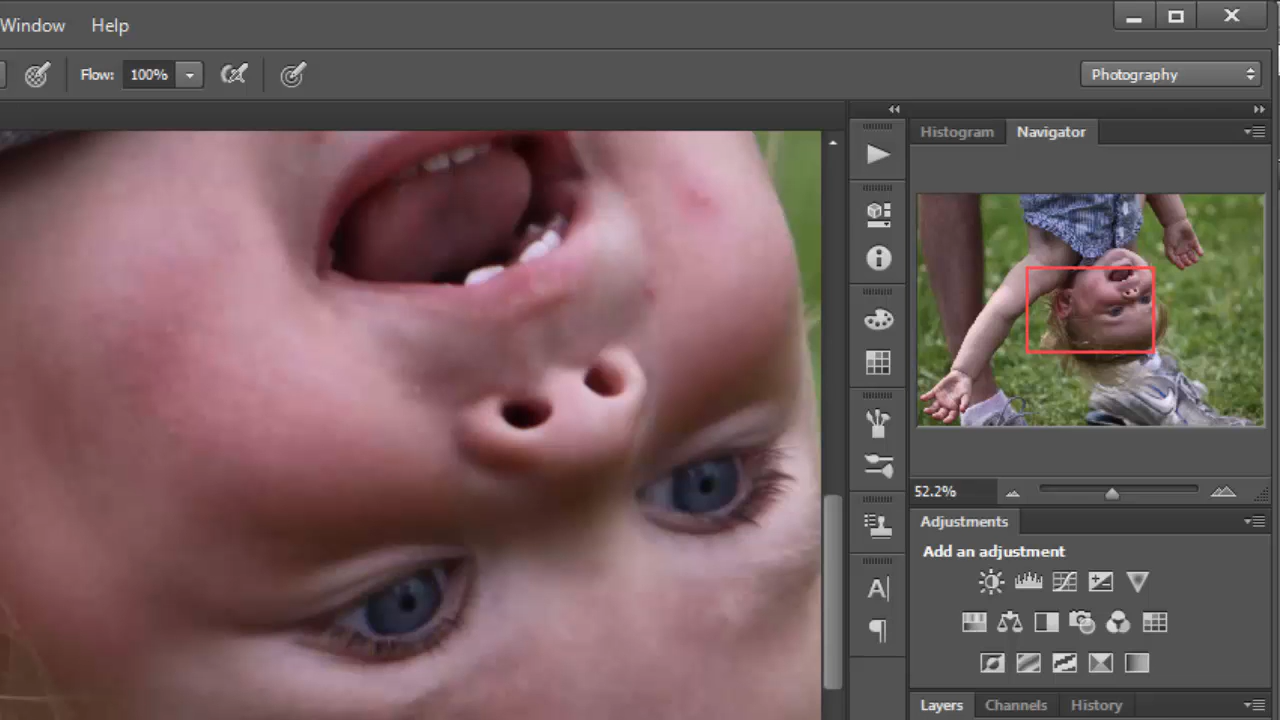 Window Help
Flow: 100% Photography
Histogram Navigator
52.2%
Adjustments
Add an adjustment
Layers Channels History